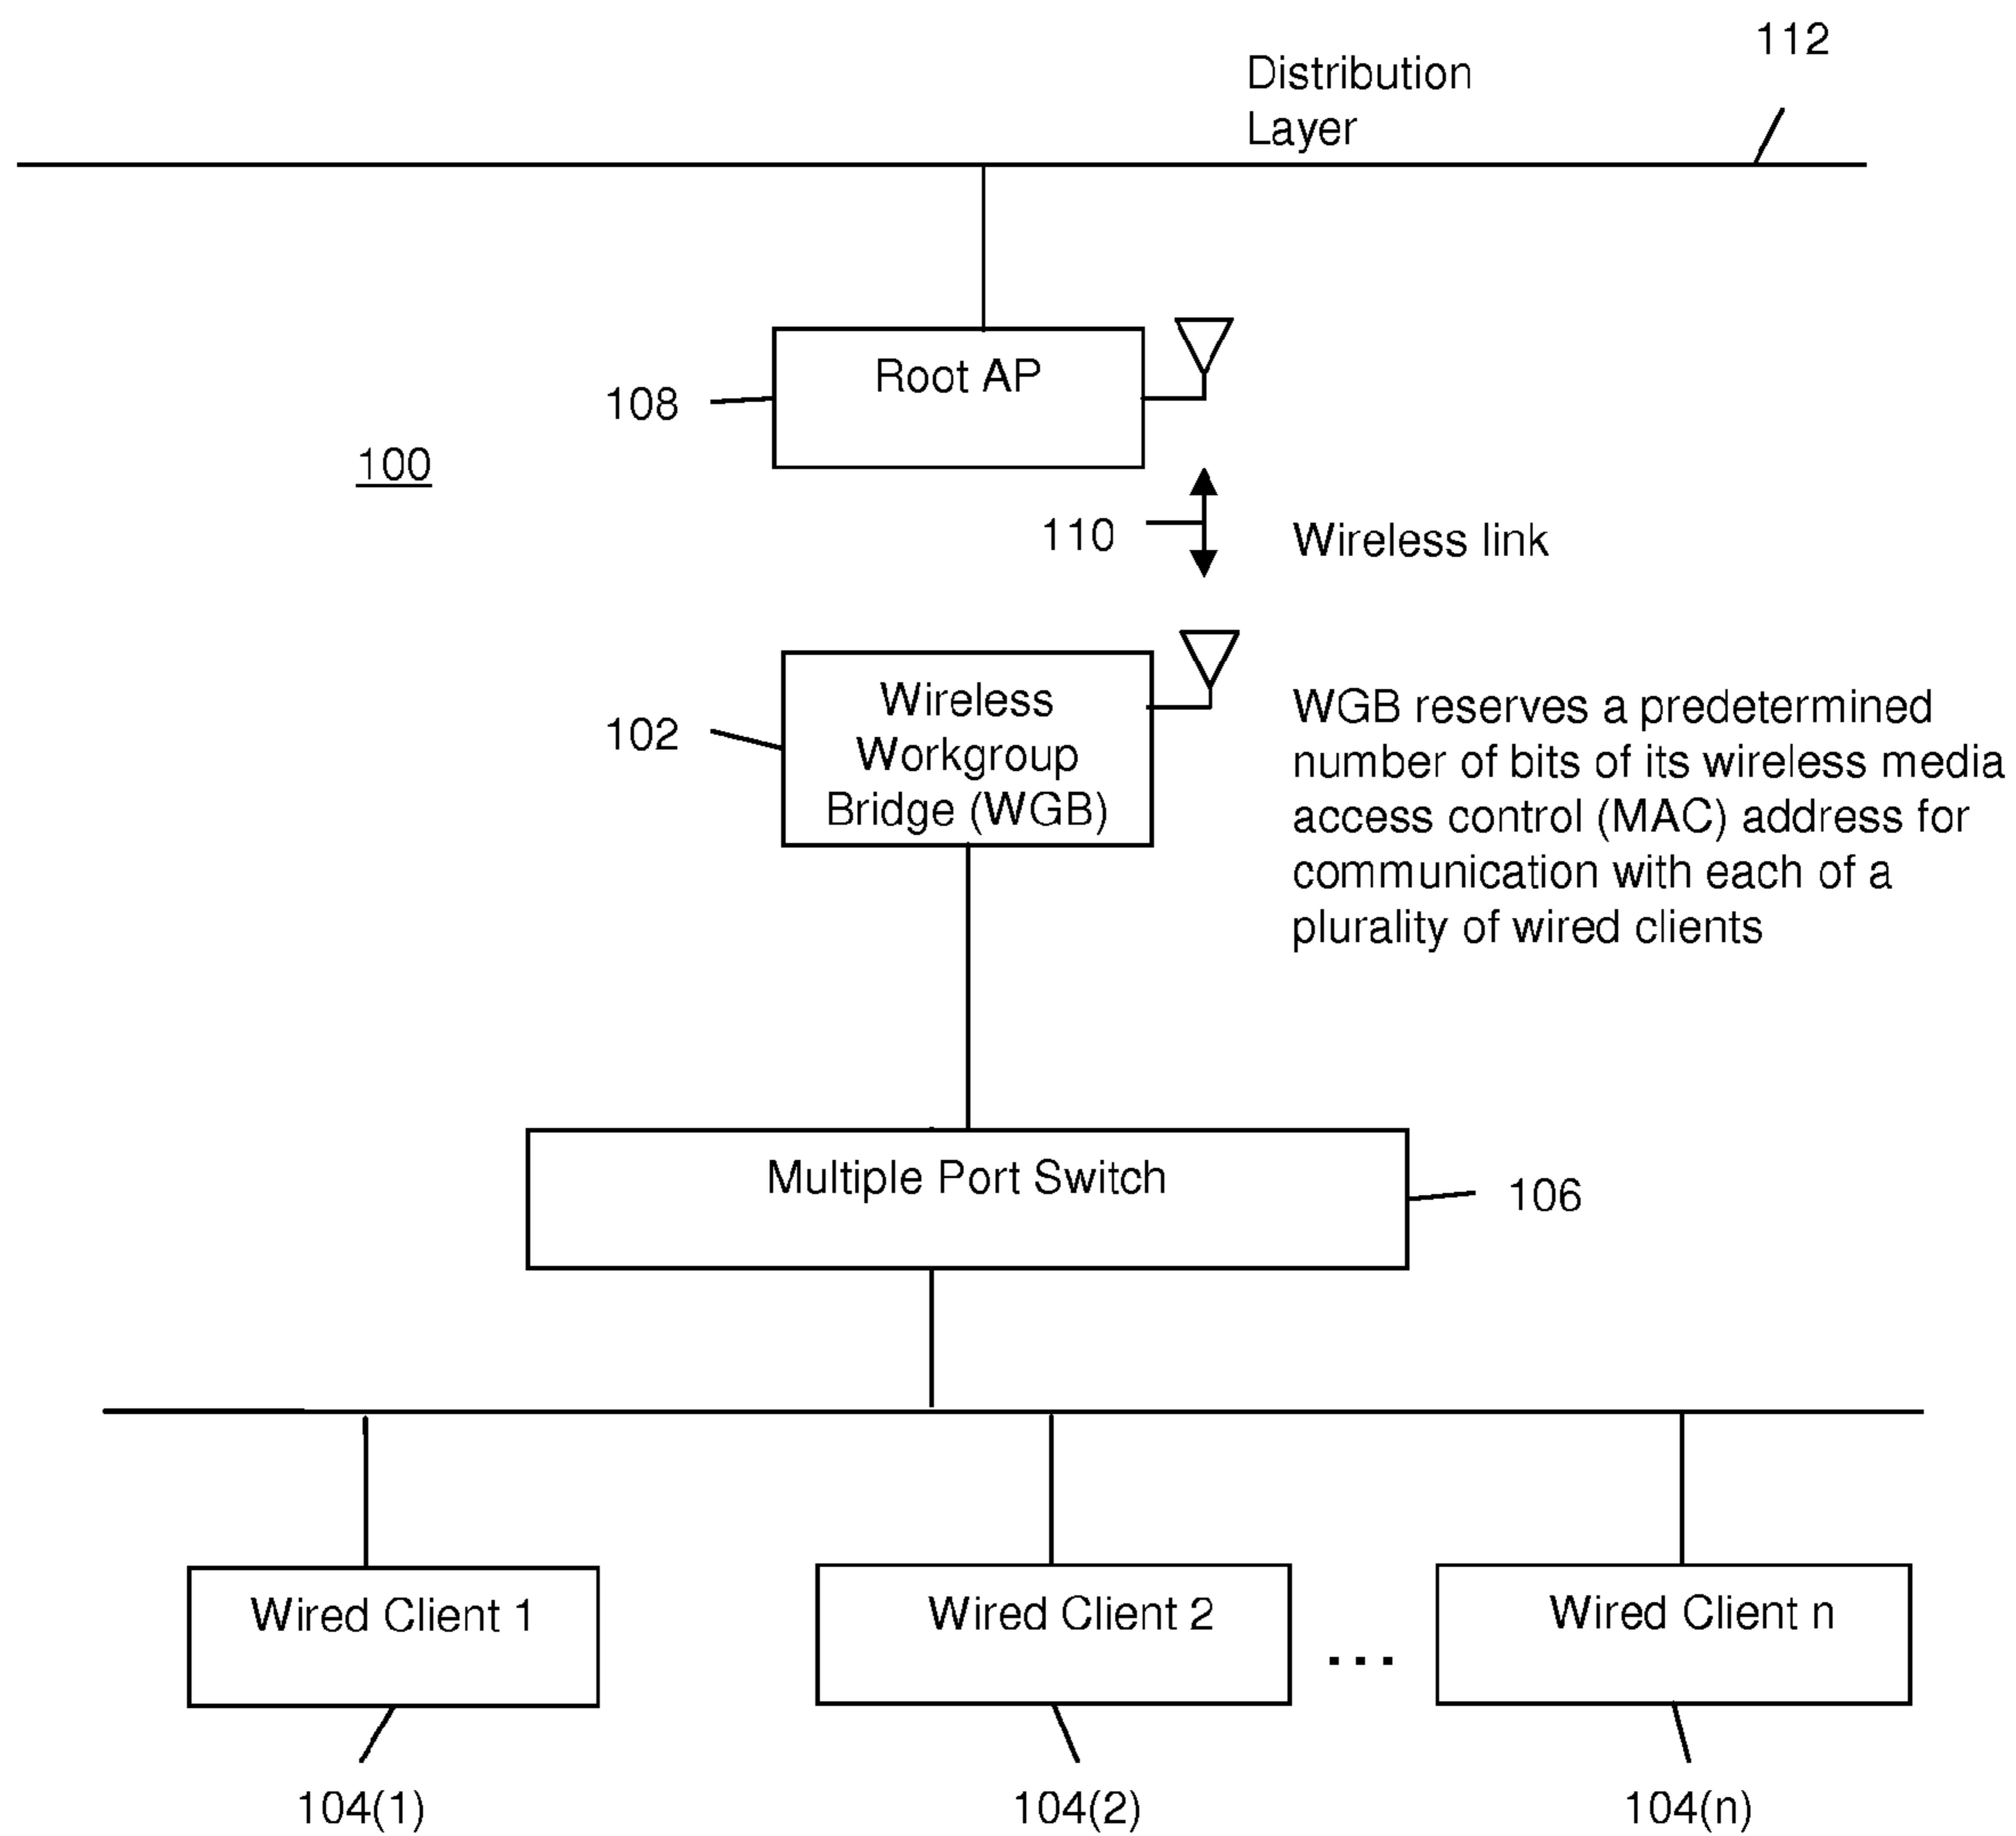 112
Distribution
Layer
Root AP
108
100
110
Wireless link
Wireless
Workgroup
Bridge (WGB)
102
WGB reserves a predetermined
number of bits of its wireless media
access control (MAC) address for
communication with each of a
plurality of wired clients
Multiple Port Switch
106
Wired Client 1
Wired Client 2
...
Wired Client n
104(1)
104(2)
104(n)